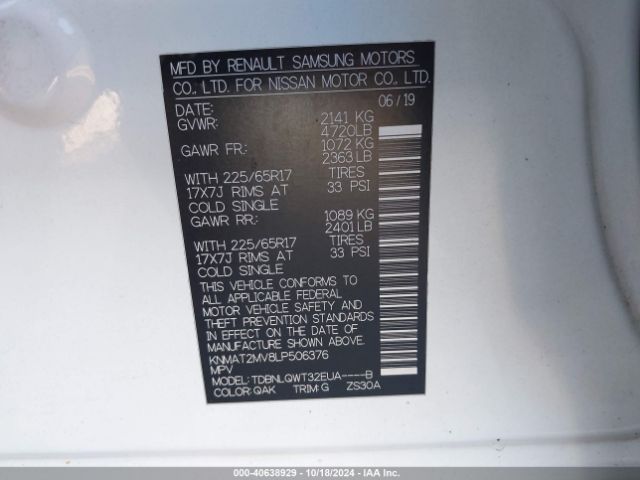 MFD BY RENAULT SAMSUNG MOTORS
CO., LTD. FOR NISSAN MOTOR CO., LTD.
DATE: 06/19
GVWR: 2141 KG
4720LB
GAWR FR: 1072 KG
2363 LB
WITH 225/65R17 TIRES
17X7J RIMS AT 33 PSI
COLD SINGLE
GAWR RR: 1089 KG
2401 LB
WITH 225/65R17 TIRES
17X7J RIMS AT 33 PSI
COLD SINGLE
THIS VEHICLE CONFORMS TO
ALL APPLICABLE FEDERAL
MOTOR VEHICLE SAFETY AND
THEFT PREVENTION STANDARDS
IN EFFECT ON THE DATE OF
MANUFACTURE SHOWN ABOVE.
KNMAT2MV8LP506376
MPV
MODEL:TDBNLQWT32EUA----B
COLOR:QAK TRIM:G ZS30A
000-40638929 - 10/18/2024 - IAA Inc.